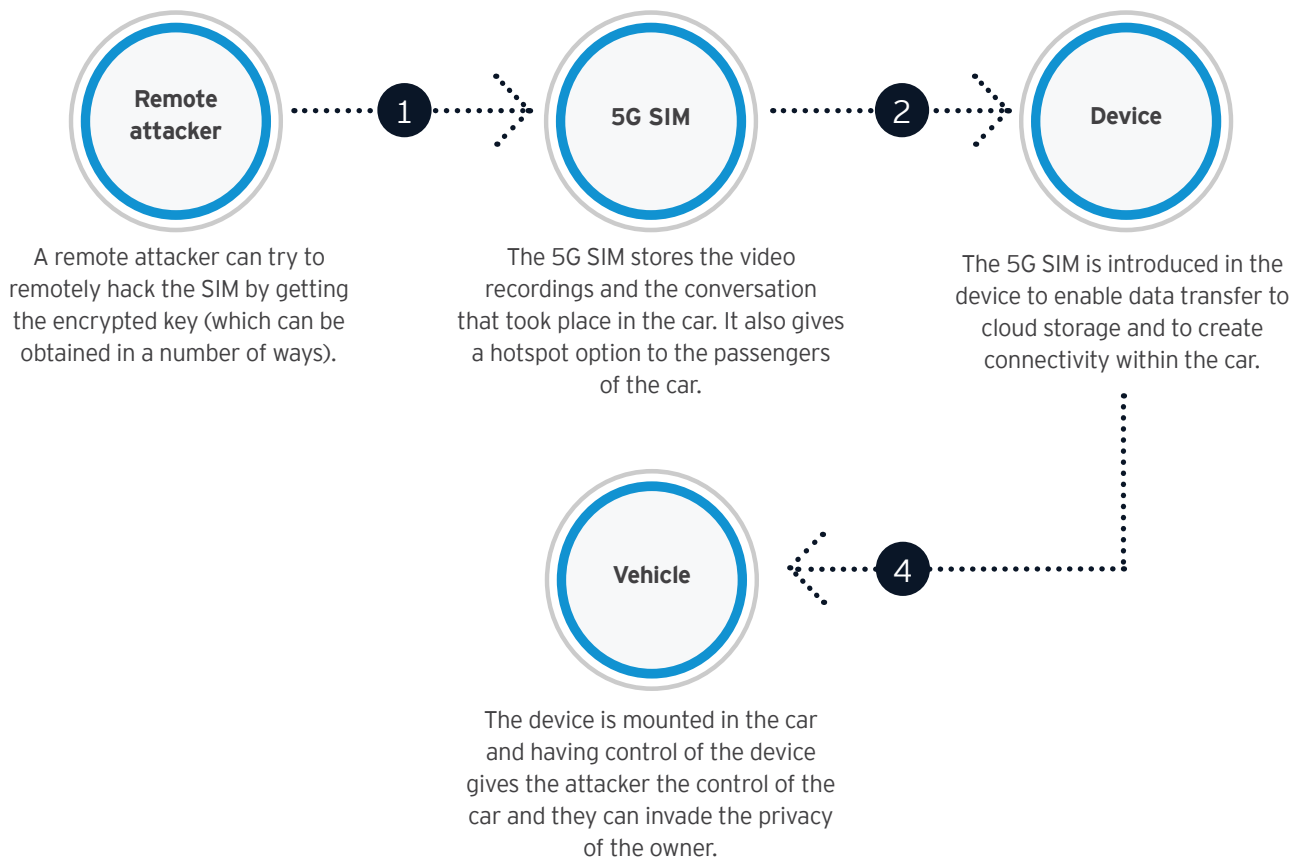 Remote
attacker
1
5G SIM
2
Device
A remote attacker can try to
remotely hack the SIM by getting
the encrypted key (which can be
obtained in a number of ways).
The 5G SIM stores the video
recordings and the conversation
that took place in the car. It also gives
a hotspot option to the passengers
of the car.
The 5G SIM is introduced in the
device to enable data transfer to
cloud storage and to create
connectivity within the car.
Vehicle
4
The device is mounted in the car
and having control of the device
gives the attacker the control of the
car and they can invade the privacy
of the owner.